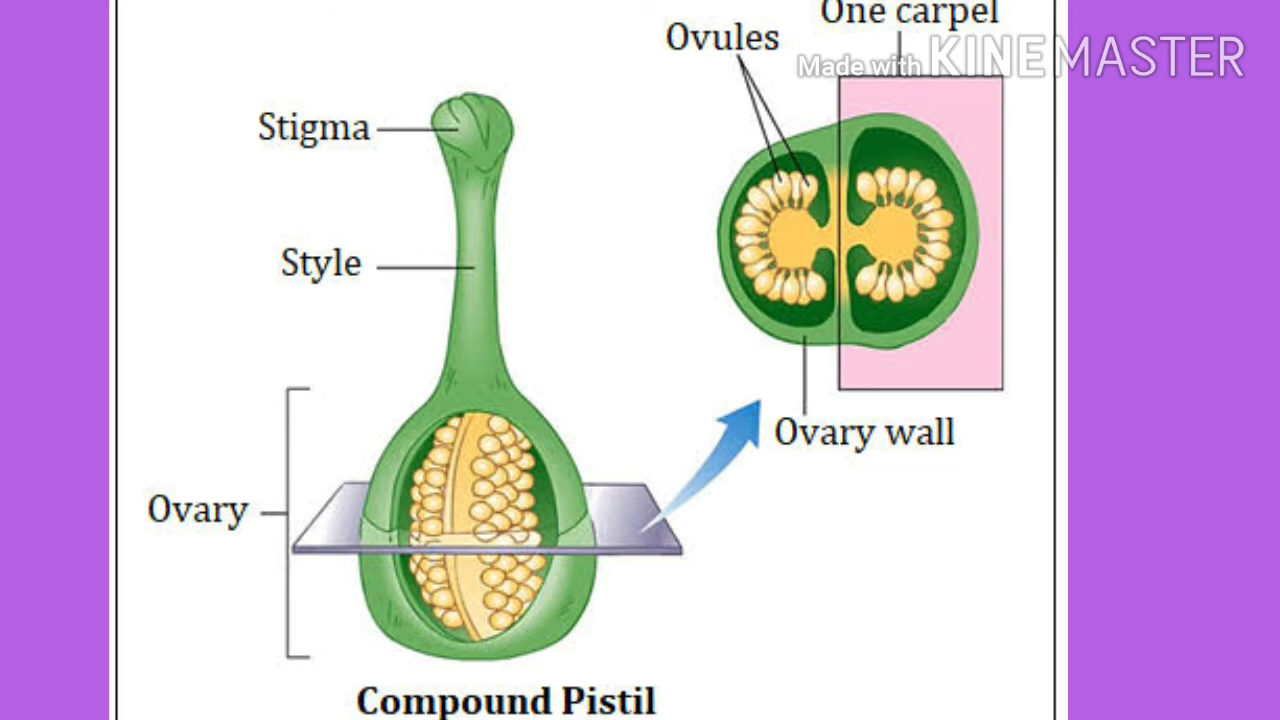 One carpel
Ovules
Made with KINEMASTER
Stigma
Style
Ovary wall
Ovary
Compound Pistil